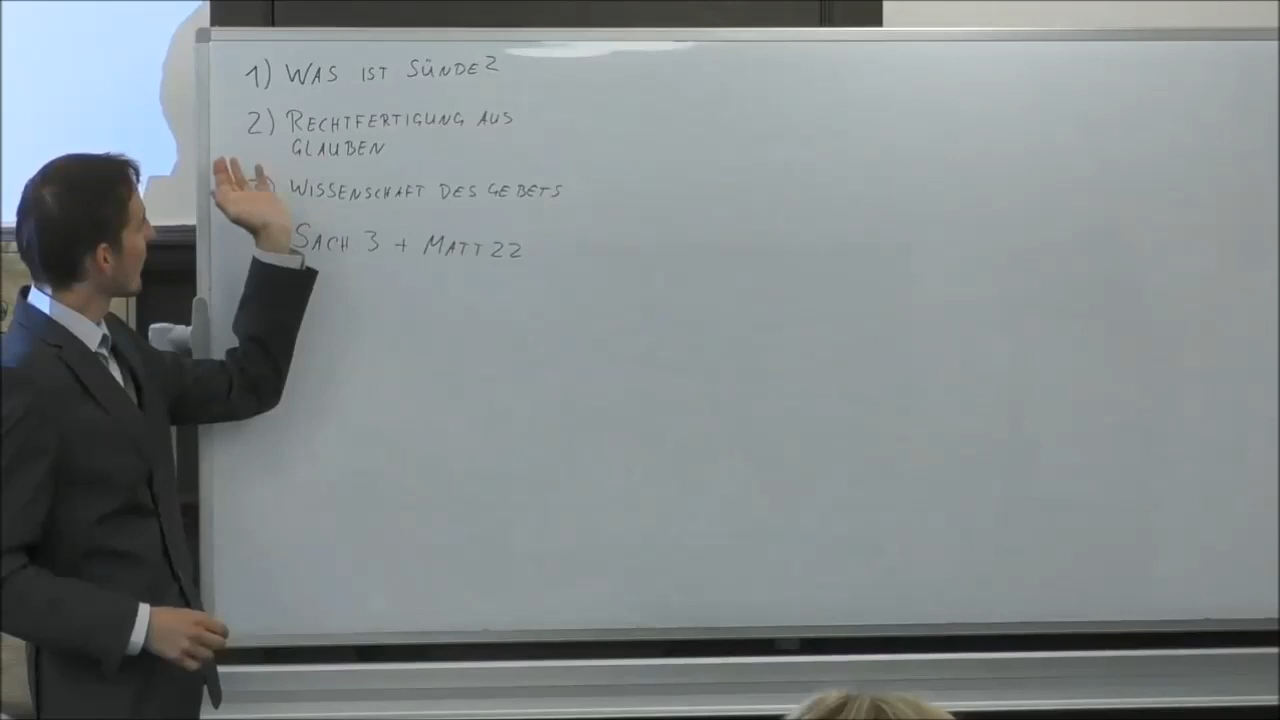 1) WAS IST SÜNDE?
2) RECHTFERTIGUNG AUS
GLAUBEN
) WISSENSCHAFT DES GEBETS
SACH 3 + MATT 22